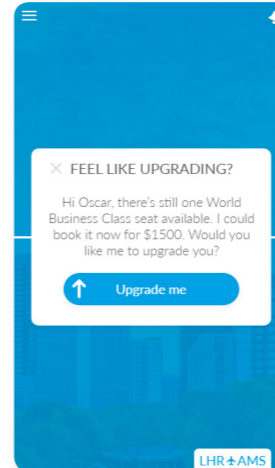 FEEL LIKE UPGRADING?
Hi Oscar, there's still one World
Business Class seat available. I could
book it now for $1500. Would you
like me to upgrade you?
Upgrade me
LHR AMS